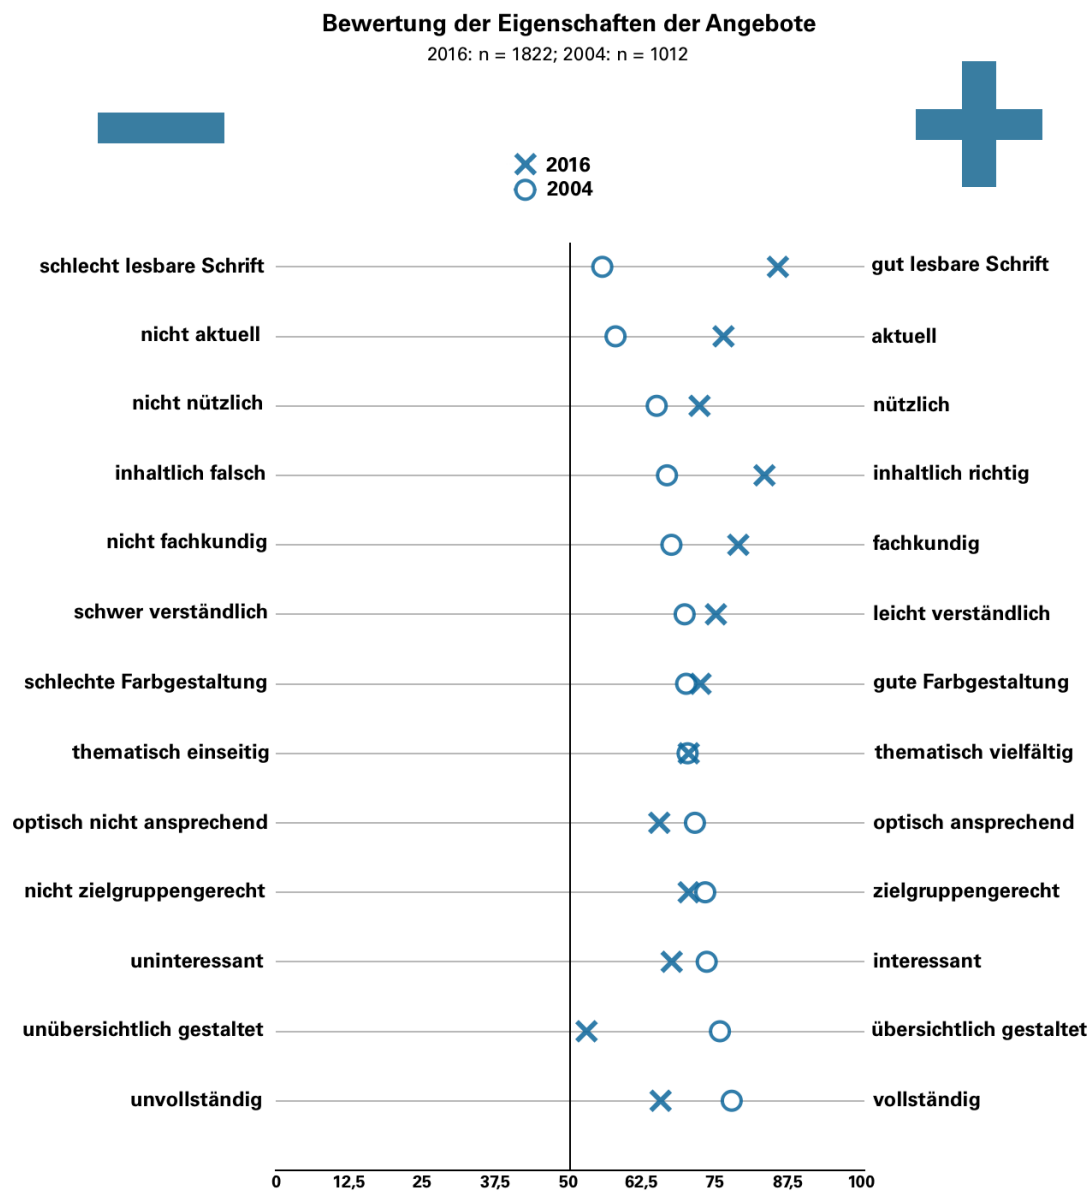 Bewertung der Eigenschaften der Angebote
2016: n = 1822; 2004: n = 1012
2016
2004
schlecht lesbare Schrift gut lesbare Schrift
nicht aktuell aktuell
nicht nützlich nützlich
inhaltlich falsch inhaltlich richtig
nicht fachkundig fachkundig
schwer verständlich leicht verständlich
schlechte Farbgestaltung gute Farbgestaltung
thematisch einseitig thematisch vielfältig
optisch nicht ansprechend optisch ansprechend
nicht zielgruppengerecht zielgruppengerecht
uninteressant interessant
unübersichtlich gestaltet übersichtlich gestaltet
unvollständig vollständig
0 12,5 25 37,5 50 62,5 75 87,5 100